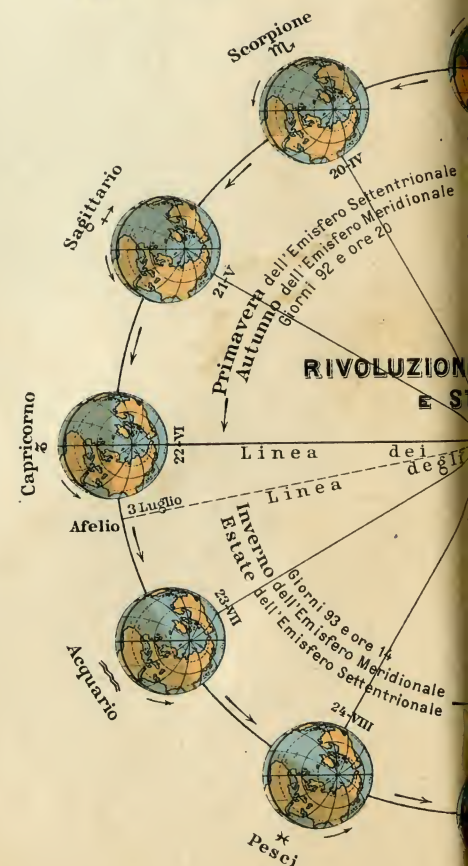 Scorpione
♏
20-IV
Sagittario
♐
21-V
Primavera dell'Emisfero Settentrionale
Autunno dell'Emisfero Meridionale
Giorni 92 e ore 20
RIVOLUZION
E S
Capricorno
♑
22-VI
Linea dei
Linea degli
3 Luglio
Afelio
Giorni 93 e ore 14
Inverno dell'Emisfero Meridionale
Estate dell'Emisfero Settentrionale
23-VII
Acquario
♒
24-VIII
♓
Pesci